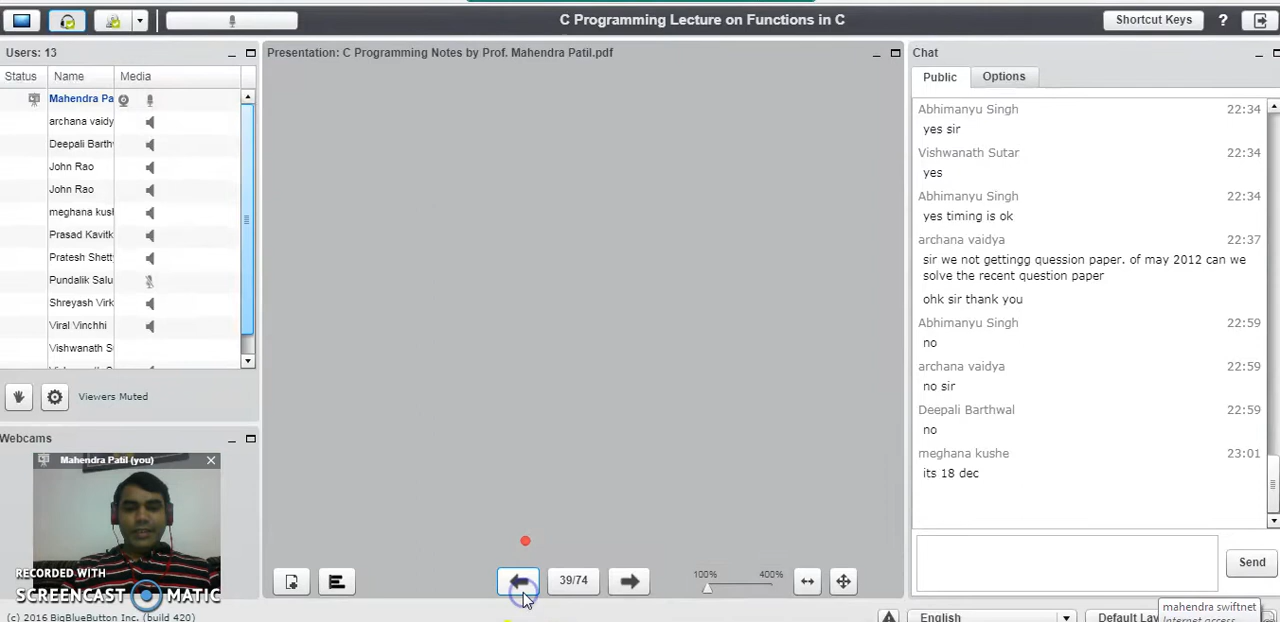 C Programming Lecture on Functions in C
Shortcut Keys
?
Users: 13
Status Name Media
Mahendra Pa
archana vaidy
Deepali Barth
John Rao
John Rao
meghana kusl
Prasad Kavitk
Pratesh Shett
Pundalik Salu
Shreyash Virk
Viral Vinchhi
Vishwanath S
Viewers Muted
Webcams
Mahendra Patil (you)
RECORDED WITH
SCREENCAST MATIC
(c) 2016 BigBlueButton Inc. (build 420)
Presentation: C Programming Notes by Prof. Mahendra Patil.pdf
39/74
100% 400%
Chat
Public Options
Abhimanyu Singh 22:34
yes sir
Vishwanath Sutar 22:34
yes
Abhimanyu Singh 22:34
yes timing is ok
archana vaidya 22:37
sir we not gettingg quession paper. of may 2012 can we
solve the recent question paper
ohk sir thank you
Abhimanyu Singh 22:59
no
archana vaidya 22:59
no sir
Deepali Barthwal 22:59
no
meghana kushe 23:01
its 18 dec
Send
English
Default Lay
mahendra swiftnet
Internet access